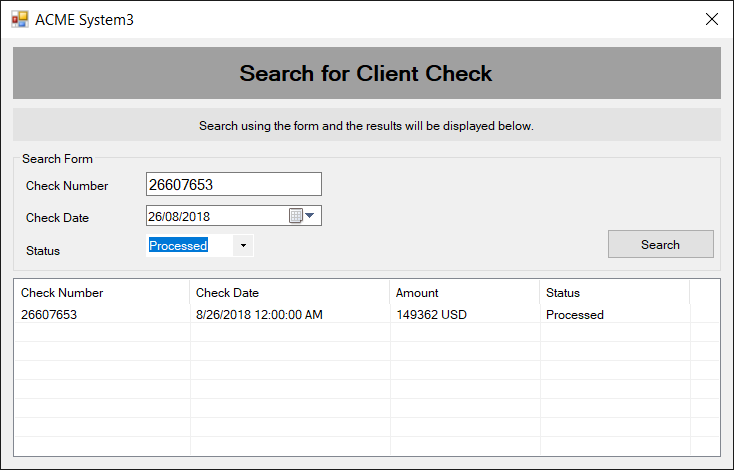 ACME System3
Search for Client Check
Search using the form and the results will be displayed below.
Search Form
Check Number 26607653
Check Date 26/08/2018
Status Processed Search
Check Number Check Date Amount Status
26607653 8/26/2018 12:00:00 AM 149362 USD Processed